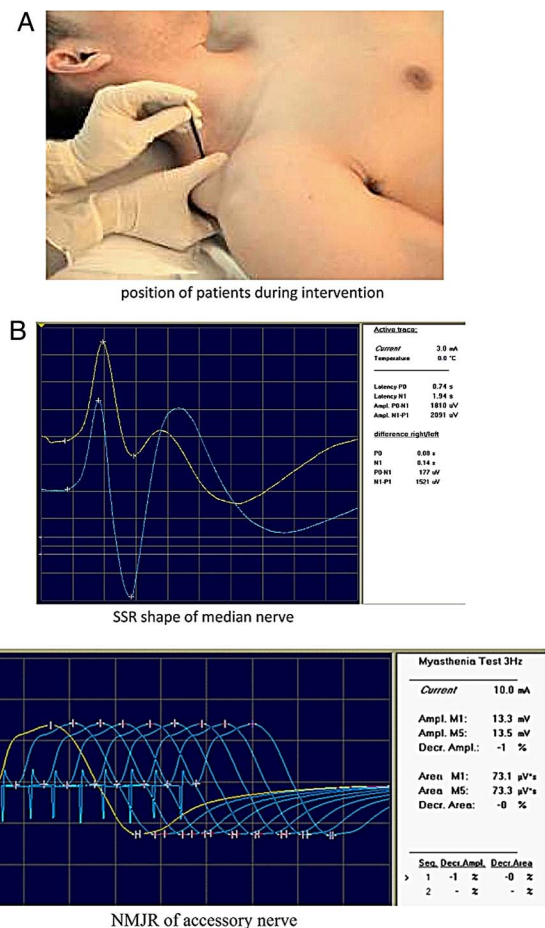 A
position of patients during intervention
B
Active trace:
Current 3.0 mA
Temperature 0.0 °C
Latency P0 0.74 s
Latency N1 1.94 s
Ampl. P0-N1 1810 uV
Ampl. N1-P1 2091 uV
difference right/left
P0 0.08 s
N1 0.14 s
P0-N1 177 uV
N1-P1 1521 uV
SSR shape of median nerve
Myasthenia Test 3Hz
Current 10.0 mA
Ampl. M1: 13.3 mV
Ampl. M5: 13.5 mV
Decr. Ampl.: -1 %
Area M1: 73.1 µV*s
Area M5: 73.3 µV*s
Decr. Area: -0 %
Seq. Decr.Ampl. Decr.Area
> 1 -1 % -0 %
2 - % - %
NMJR of accessory nerve